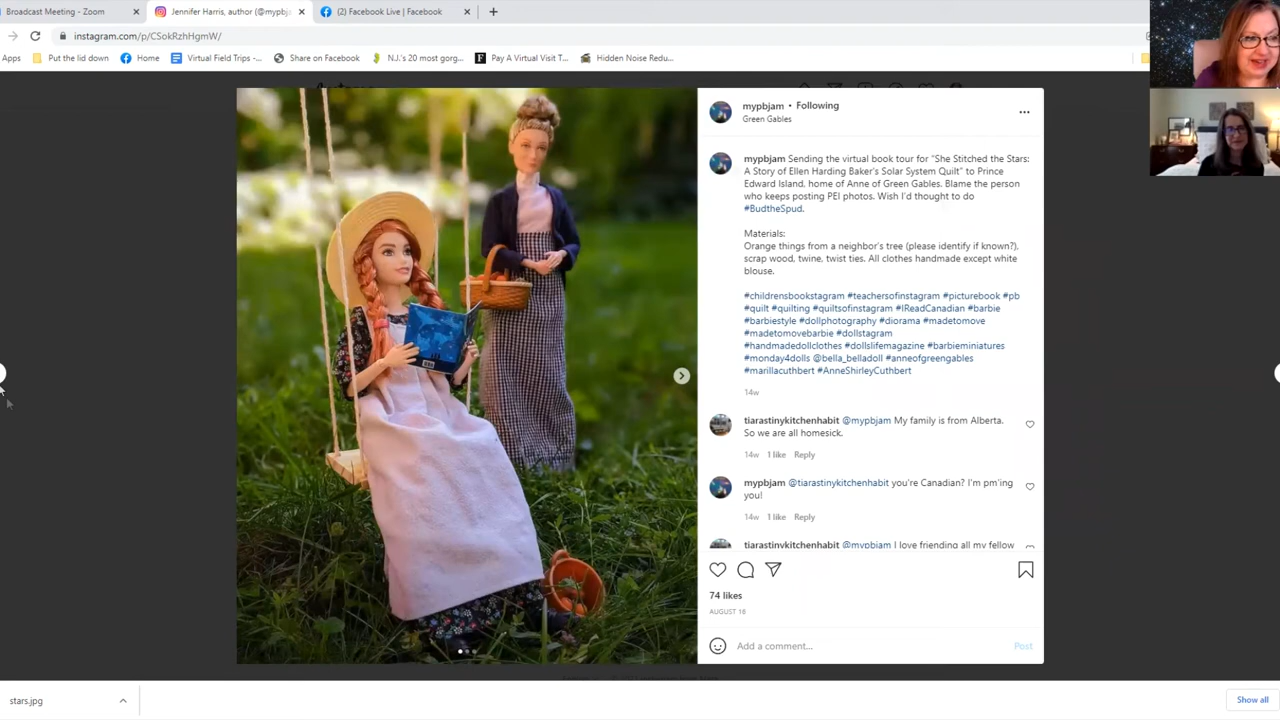 Broadcast Meeting - Zoom
Jennifer Harris, author (@mypbj
(2) Facebook Live | Facebook
instagram.com/p/CSokRzhHgmW/
Apps
Put the lid down
Home
Virtual Field Trips -...
Share on Facebook
N.J.'s 20 most gorg...
Pay A Virtual Visit T...
Hidden Noise Redu...
mypbjam • Following
Green Gables
mypbjam Sending the virtual book tour for "She Stitched the Stars:
A Story of Ellen Harding Baker's Solar System Quilt" to Prince
Edward Island, home of Anne of Green Gables. Blame the person
who keeps posting PEI photos. Wish I'd thought to do
#BudtheSpud.
Materials:
Orange things from a neighbor's tree (please identify if known?),
scrap wood, twine, twist ties. All clothes handmade except white
blouse.
#childrensbookstagram #teachersofinstagram #picturebook #pb
#quilt #quilting #quiltsofinstagram #IReadCanadian #barbie
#barbiestyle #dollphotography #diorama #madetomove
#madetomovebarbie #dollstagram
#handmadedollclothes #dollslifemagazine #barbieminiatures
#monday4dolls @bella_belladoll #anneofgreengables
#marillacuthbert #AnneShirleyCuthbert
14w
tiarastinykitchenhabit @mypbjam My family is from Alberta.
So we are all homesick.
14w 1 like Reply
mypbjam @tiarastinykitchenhabit you're Canadian? I'm pm'ing
you!
14w 1 like Reply
tiarastinykitchenhabit @mypbjam I love friending all my fellow
74 likes
AUGUST 16
Add a comment...
Post
stars.jpg
Show all